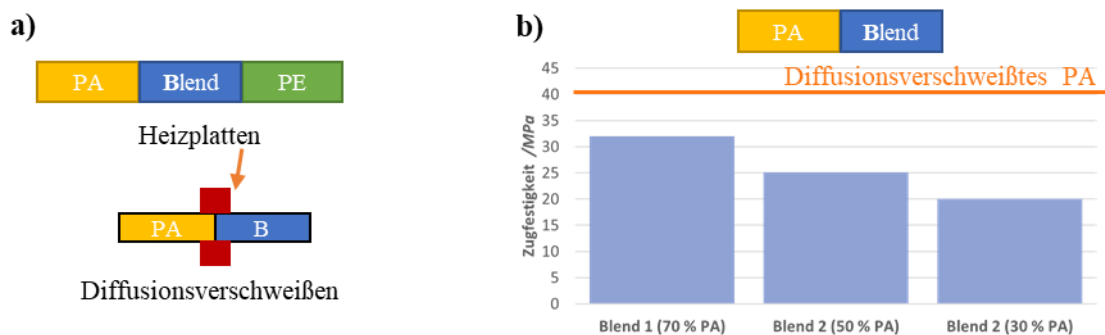 a)
PA Blend PE
Heizplatten
PA B
Diffusionsverschweißen
b)
PA Blend
Diffusionsverschweißtes PA
Zugfestigkeit /MPa
45
40
35
30
25
20
15
10
5
0
Blend 1 (70 % PA) Blend 2 (50 % PA) Blend 2 (30 % PA)